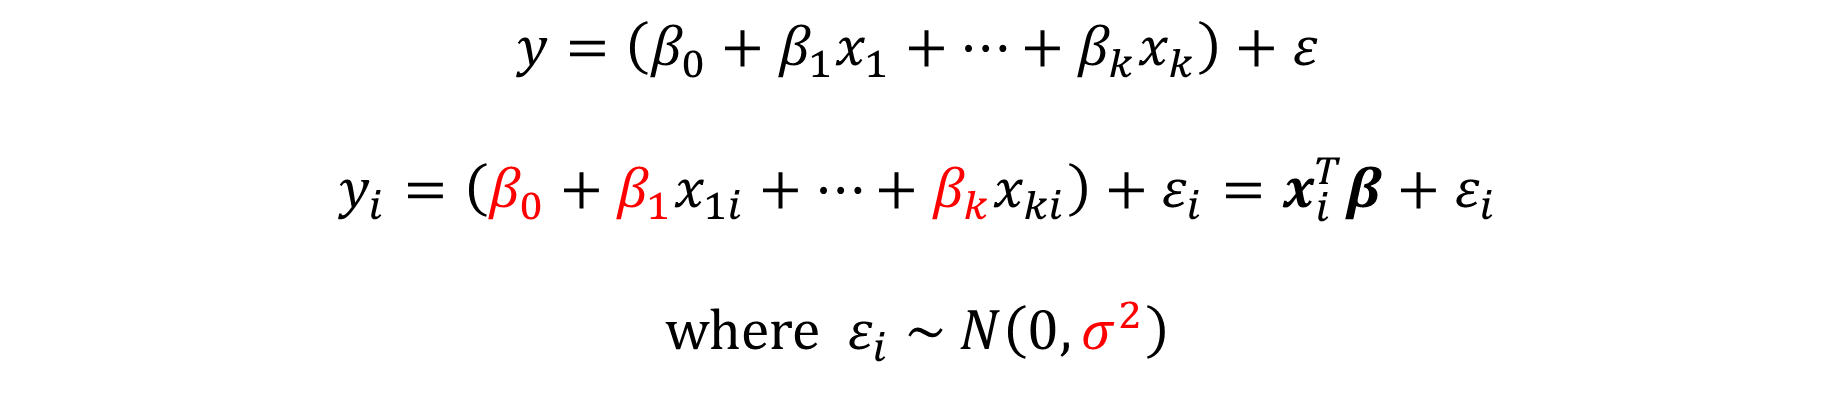 y = (β₀ + β₁x₁ + ⋯ + βₖxₖ) + ε
yᵢ = (β₀ + β₁x₁ᵢ + ⋯ + βₖxₖᵢ) + εᵢ = 𝒙ᵢᵀ𝜷 + εᵢ
where εᵢ ~ N(0, σ²)